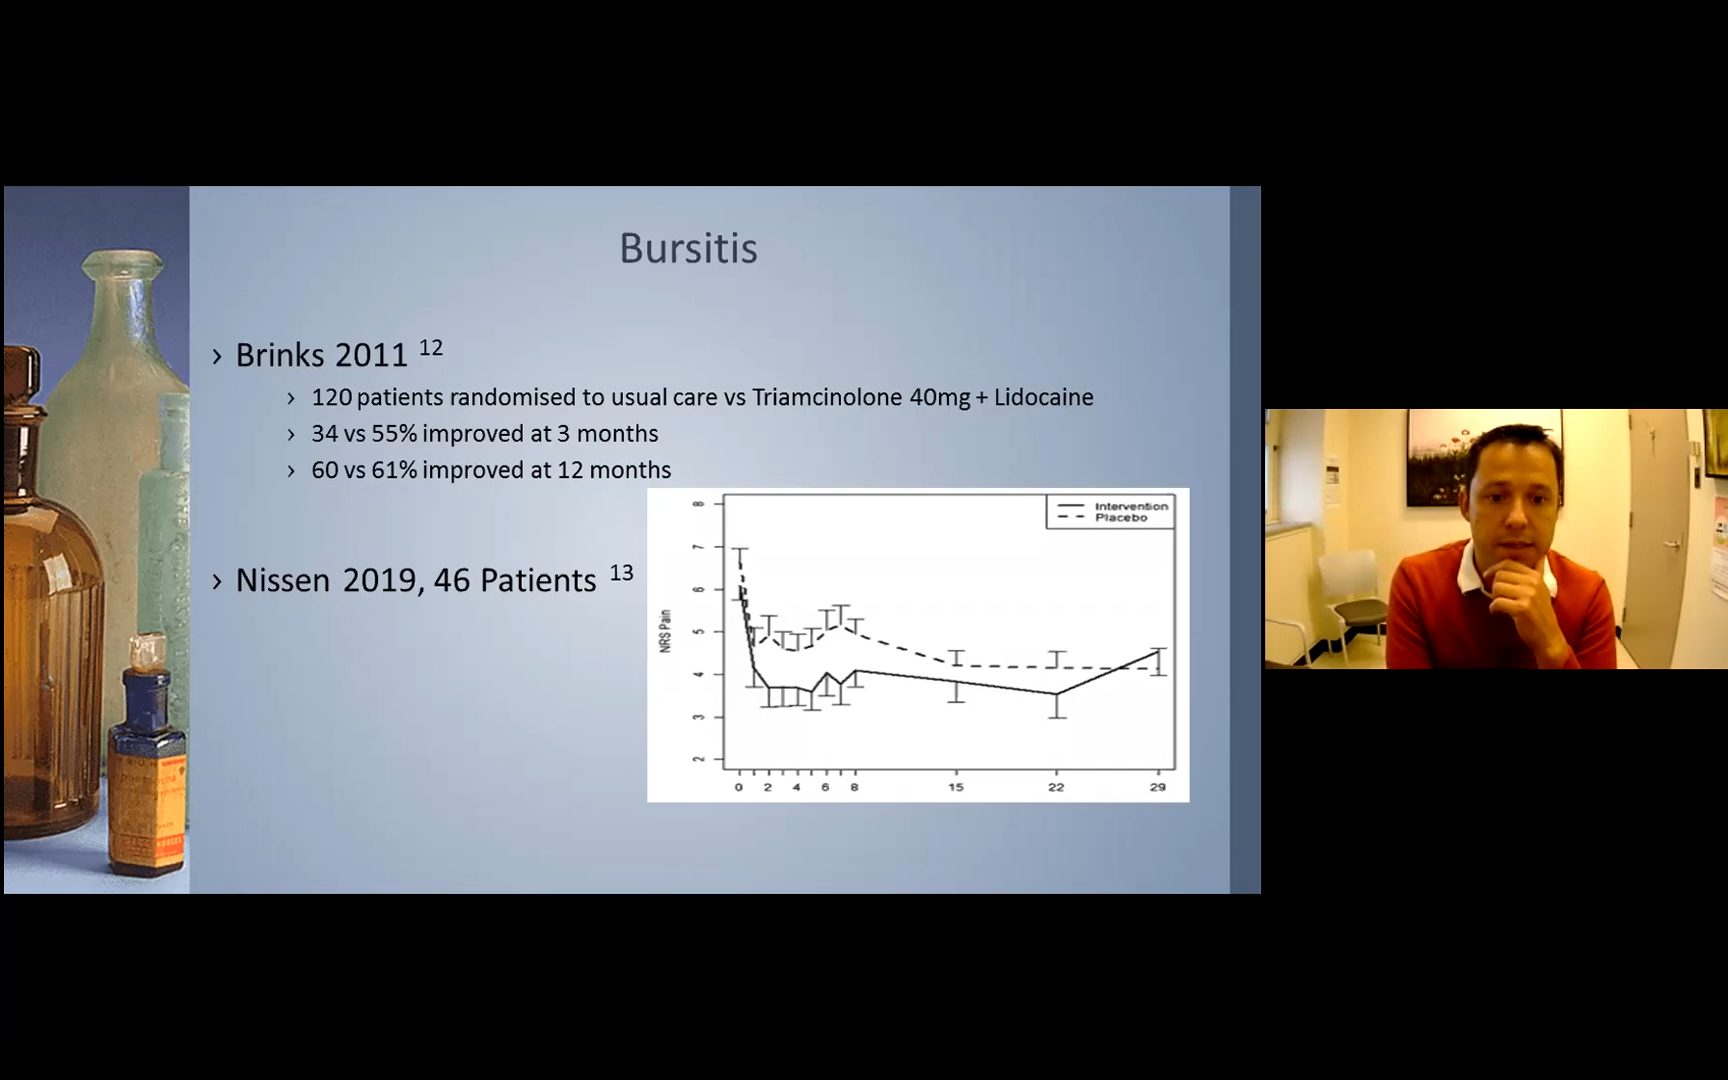 Bursitis
› Brinks 2011 12
› 120 patients randomised to usual care vs Triamcinolone 40mg + Lidocaine
› 34 vs 55% improved at 3 months
› 60 vs 61% improved at 12 months
› Nissen 2019, 46 Patients 13
Intervention
Placebo
NRS Pain
8
7
6
5
4
3
2
0 2 4 6 8 15 22 29